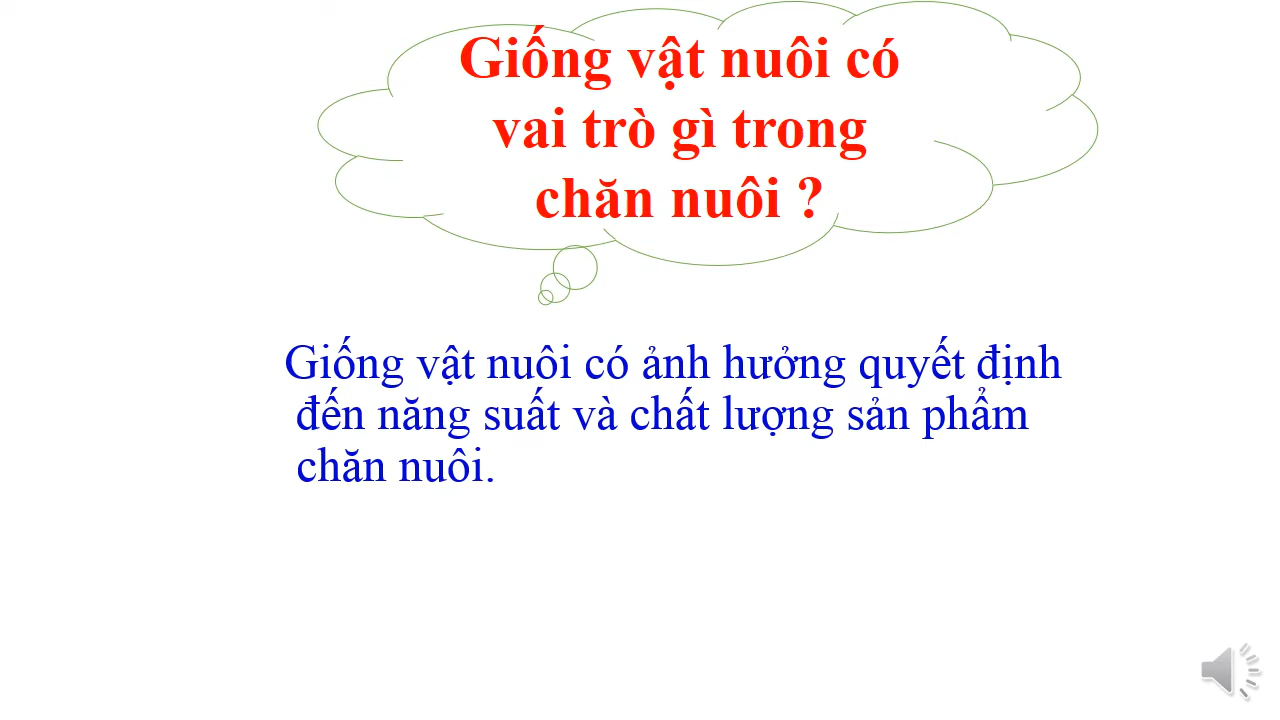 Giống vật nuôi có
vai trò gì trong
chăn nuôi ?
Giống vật nuôi có ảnh hưởng quyết định
đến năng suất và chất lượng sản phẩm
chăn nuôi.